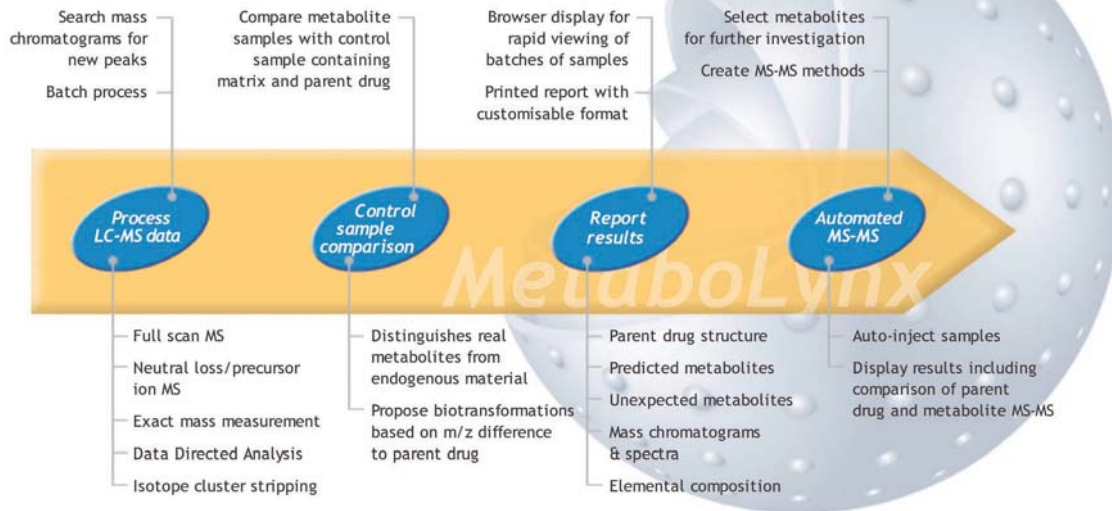 Search mass
chromatograms for
new peaks
Batch process
Compare metabolite
samples with control
sample containing
matrix and parent drug
Browser display for
rapid viewing of
batches of samples
Printed report with
customisable format
Select metabolites
for further investigation
Create MS-MS methods
Process
LC-MS data
Control
sample
comparison
Report
results
Automated
MS-MS
MetaboLynx
Full scan MS
Neutral loss/precursor
ion MS
Exact mass measurement
Data Directed Analysis
Isotope cluster stripping
Distinguishes real
metabolites from
endogenous material
Propose biotransformations
based on m/z difference
to parent drug
Parent drug structure
Predicted metabolites
Unexpected metabolites
Mass chromatograms
& spectra
Elemental composition
Auto-inject samples
Display results including
comparison of parent
drug and metabolite MS-MS